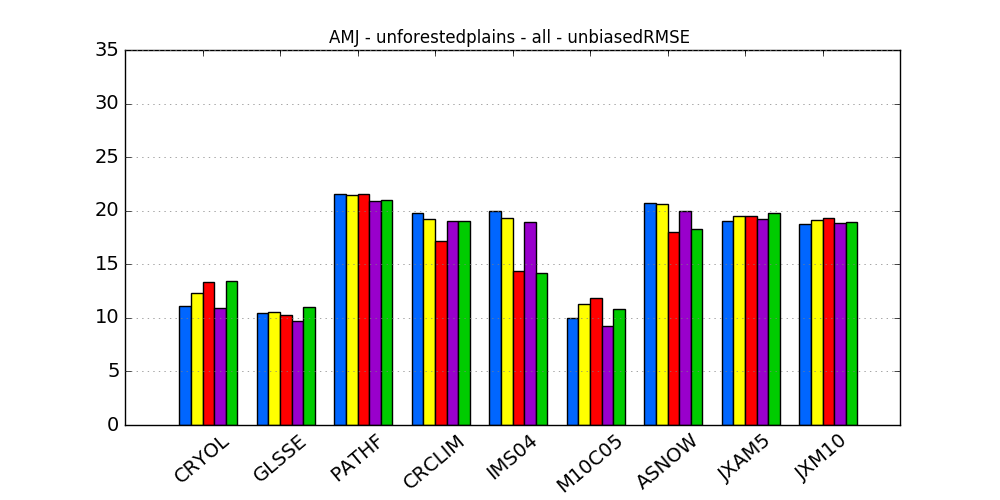 AMJ - unforestedplains - all - unbiasedRMSE
35
30
25
20
15
10
5
0
CRYOL
GLSSE
PATHF
CRCLIM
IMS04
M10C05
ASNOW
JXAM5
JXM10